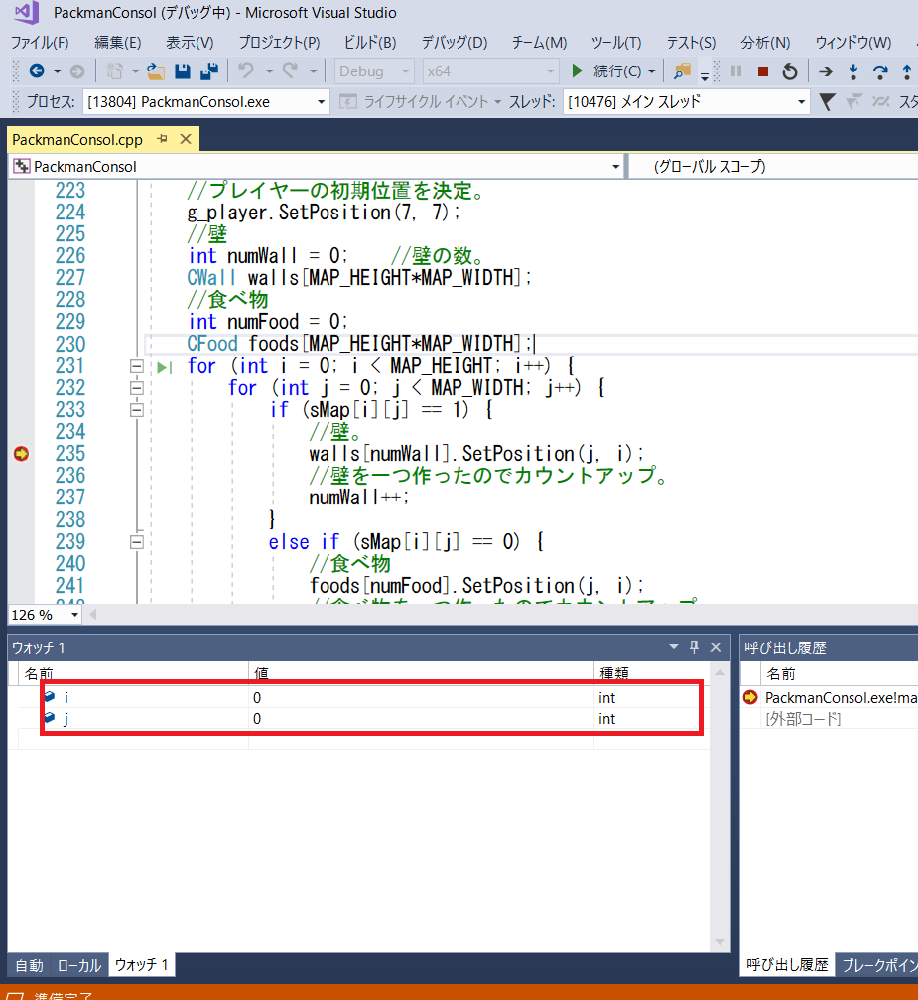 PackmanConsol (デバッグ中) - Microsoft Visual Studio
ファイル(F) 編集(E) 表示(V) プロジェクト(P) ビルド(B) デバッグ(D) チーム(M) ツール(T) テスト(S) 分析(N) ウィンドウ(W)
Debug x64 続行(C)
プロセス: [13804] PackmanConsol.exe ライフサイクル イベント スレッド: [10476] メイン スレッド
PackmanConsol.cpp
PackmanConsol (グローバル スコープ)
223 //プレイヤーの初期位置を決定。
224 g_player.SetPosition(7, 7);
225 //壁
226 int numWall = 0; //壁の数。
227 CWall walls[MAP_HEIGHT*MAP_WIDTH];
228 //食べ物
229 int numFood = 0;
230 CFood foods[MAP_HEIGHT*MAP_WIDTH];
231 for (int i = 0; i < MAP_HEIGHT; i++) {
232 for (int j = 0; j < MAP_WIDTH; j++) {
233 if (sMap[i][j] == 1) {
234 //壁。
235 walls[numWall].SetPosition(j, i);
236 //壁を一つ作ったのでカウントアップ。
237 numWall++;
238 }
239 else if (sMap[i][j] == 0) {
240 //食べ物
241 foods[numFood].SetPosition(j, i);
126 %
ウォッチ 1
名前 値 種類
i 0 int
j 0 int
自動 ローカル ウォッチ 1
呼び出し履歴
名前
PackmanConsol.exe!ma
[外部コード]
呼び出し履歴 ブレークポイン
準備完了